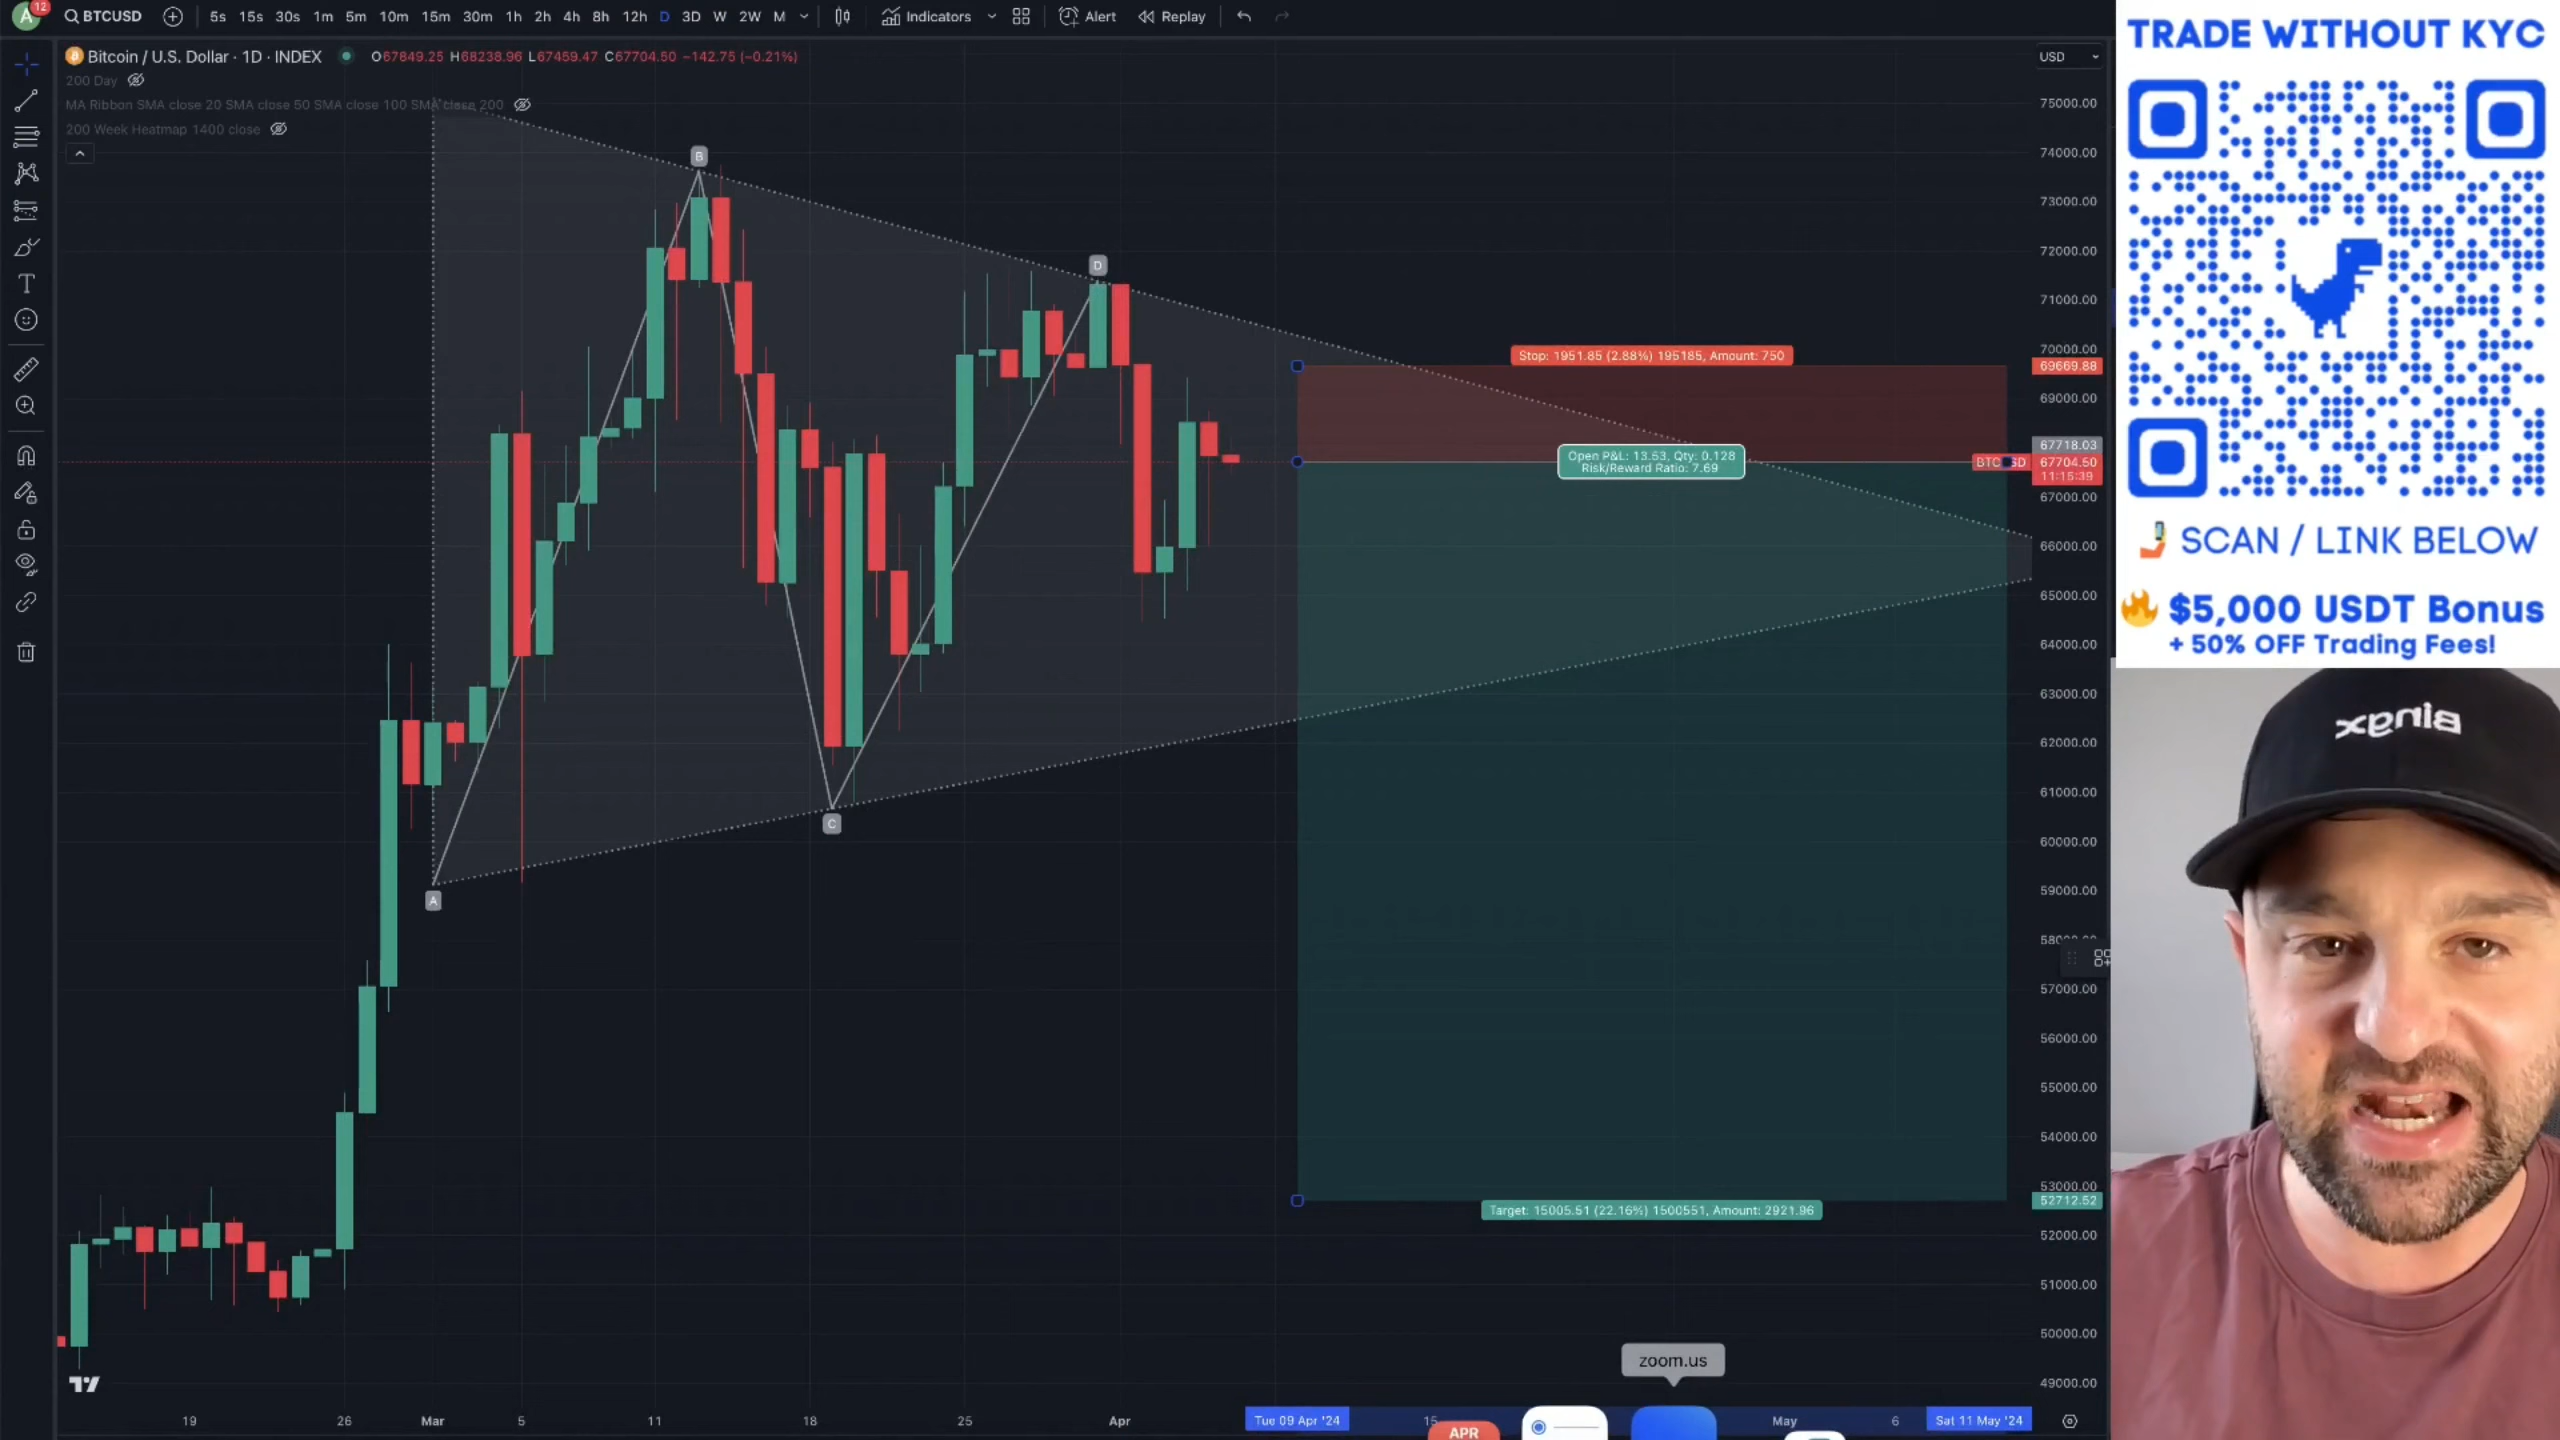 A 12 BTCUSD 5s 15s 30s 1m 5m 10m 15m 30m 1h 2h 4h 8h 12h D 3D W 2W M Indicators Alert Replay
Bitcoin / U.S. Dollar · 1D · INDEX O67849.25 H68238.96 L67459.47 C67704.50 −142.75 (−0.21%)
200 Day
MA Ribbon SMA close 20 SMA close 50 SMA close 100 SMA close 200
200 Week Heatmap 1400 close
USD
75000.00
74000.00
73000.00
72000.00
71000.00
70000.00
69669.88
69000.00
67718.03
BTCUSD 67704.50
11:15:39
67000.00
66000.00
65000.00
64000.00
63000.00
62000.00
61000.00
60000.00
59000.00
57000.00
56000.00
55000.00
54000.00
53000.00
52712.52
52000.00
51000.00
50000.00
49000.00
B
D
C
A
Stop: 1951.85 (2.88%) 195185, Amount: 750
Open P&L: 13.53, Qty: 0.128
Risk/Reward Ratio: 7.69
Target: 15005.51 (22.16%) 1500551, Amount: 2921.96
zoom.us
19 26 Mar 5 11 18 25 Apr Tue 09 Apr '24 15 May 6 Sat 11 May '24
APR
TRADE WITHOUT KYC
SCAN / LINK BELOW
$5,000 USDT Bonus
+ 50% OFF Trading Fees!
BingX